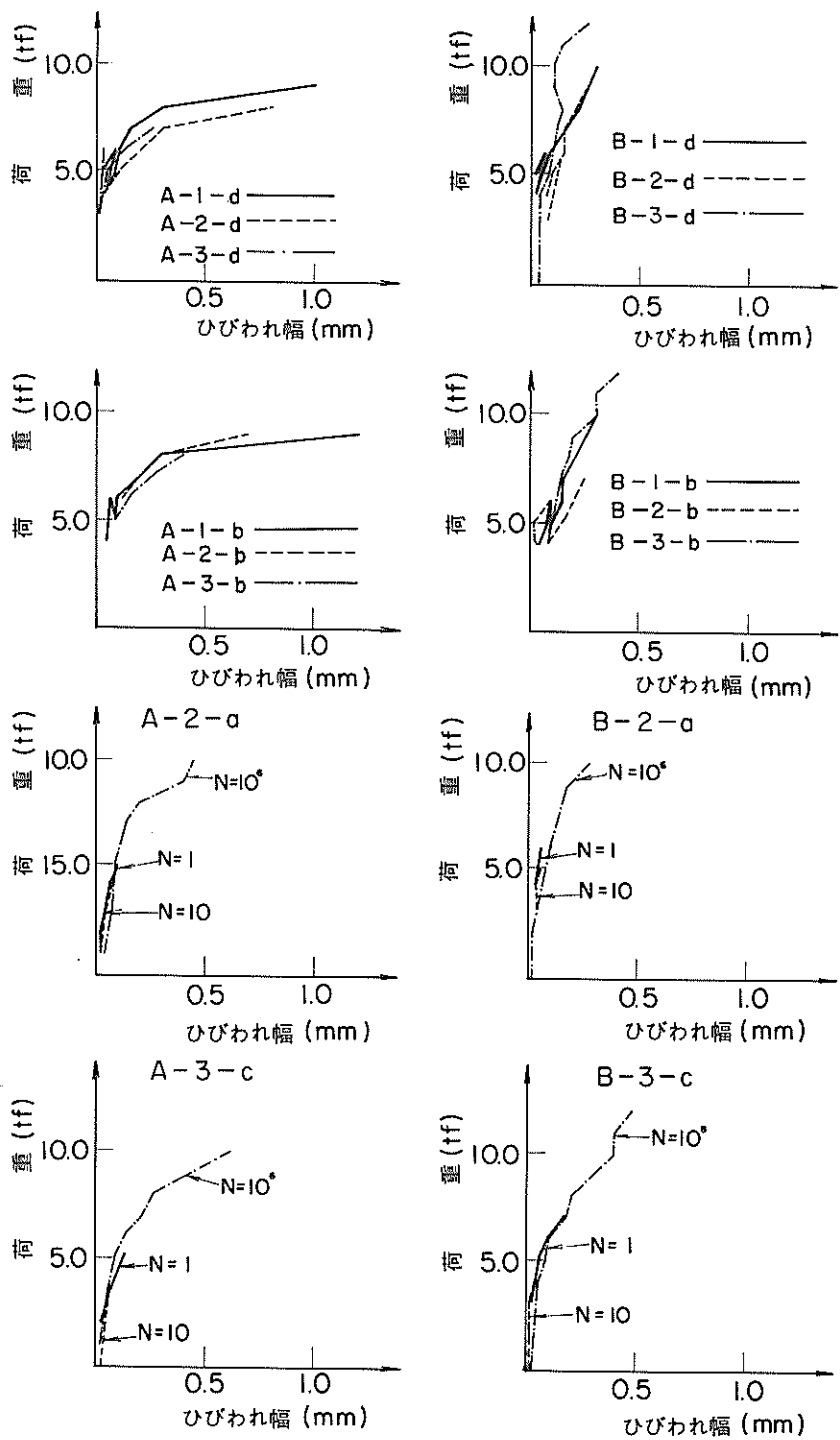 荷 重 (tf)
10.0
5.0
A-1-d
A-2-d
A-3-d
0.5 1.0
ひびわれ幅(mm)
荷 重 (tf)
10.0
5.0
B-1-d
B-2-d
B-3-d
0.5 1.0
ひびわれ幅(mm)
荷 重 (tf)
10.0
5.0
A-1-b
A-2-b
A-3-b
0.5 1.0
ひびわれ幅(mm)
荷 重 (tf)
10.0
5.0
B-1-b
B-2-b
B-3-b
0.5 1.0
ひびわれ幅(mm)
A-2-a
荷 重 (tf)
10.0
N=10⁶
15.0
N=1
N=10
0.5 1.0
ひびわれ幅(mm)
B-2-a
荷 重 (tf)
10.0
N=10⁶
5.0
N=1
N=10
0.5 1.0
ひびわれ幅(mm)
A-3-c
荷 重 (tf)
10.0
N=10⁶
5.0
N=1
N=10
0.5 1.0
ひびわれ幅(mm)
B-3-c
荷 重 (tf)
10.0
N=10⁶
5.0
N=1
N=10
0.5 1.0
ひびわれ幅(mm)